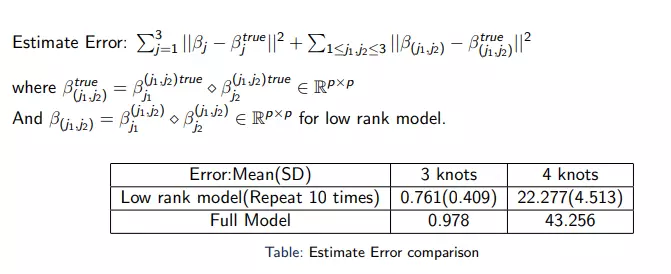 Estimate Error: $\sum_{j=1}^{3} ||\beta_j - \beta_j^{true}||^2 + \sum_{1 \leq j_1, j_2 \leq 3} ||\beta_{(j_1, j_2)} - \beta_{(j_1, j_2)}^{true}||^2$
where $\beta_{(j_1, j_2)}^{true} = \beta_{j_1}^{(j_1, j_2)true} \diamond \beta_{j_2}^{(j_1, j_2)true} \in \mathbb{R}^{p \times p}$
And $\beta_{(j_1, j_2)} = \beta_{j_1}^{(j_1, j_2)} \diamond \beta_{j_2}^{(j_1, j_2)} \in \mathbb{R}^{p \times p}$ for low rank model.
Error:Mean(SD) 3 knots 4 knots
Low rank model(Repeat 10 times) 0.761(0.409) 22.277(4.513)
Full Model 0.978 43.256
Table: Estimate Error comparison